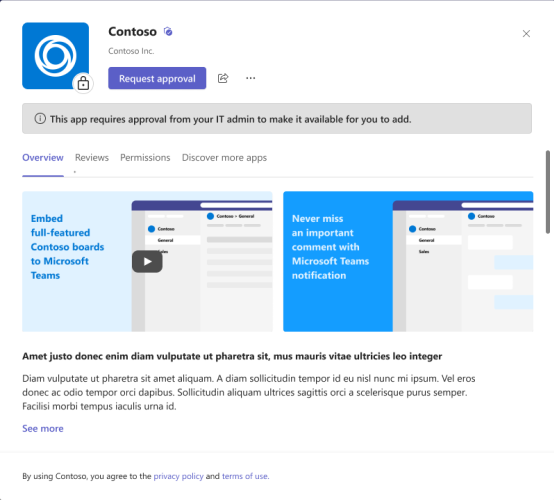 Contoso
Contoso Inc.
Request approval
This app requires approval from your IT admin to make it available for you to add.
Overview Reviews Permissions Discover more apps
Embed
full-featured
Contoso boards
to Microsoft
Teams
Contoso
General
Sales
Contoso > General
Never miss
an important
comment with
Microsoft Teams
notification
Contoso
General
Sales
Contoso > General
Amet justo donec enim diam vulputate ut pharetra sit, mus mauris vitae ultricies leo integer
Diam vulputate ut pharetra sit amet aliquam. A diam sollicitudin tempor id eu nisl nunc mi ipsum. Vel eros
donec ac odio tempor orci dapibus. Sollicitudin aliquam ultrices sagittis orci a scelerisque purus semper.
Facilisi morbi tempus iaculis urna id.
See more
By using Contoso, you agree to the privacy policy and terms of use.